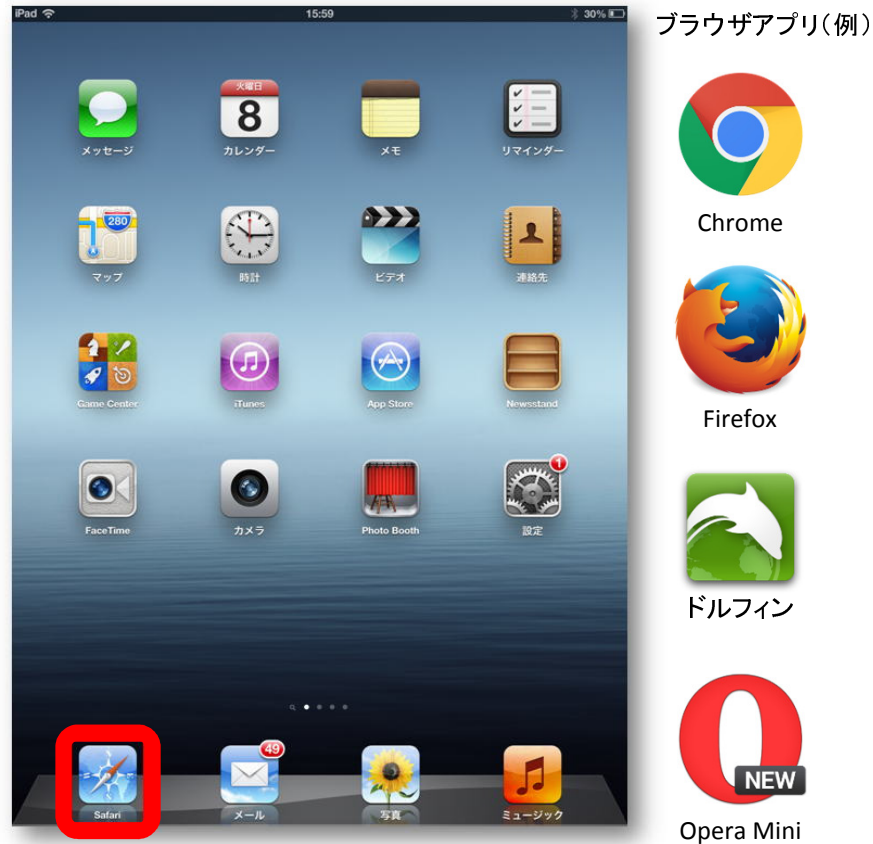 iPad 15:59 30%
ブラウザアプリ(例)
火曜日
8
メッセージ カレンダー メモ リマインダー
Chrome
280
マップ 時計 ビデオ 連絡先
Game Center iTunes App Store Newsstand
Firefox
1
FaceTime カメラ Photo Booth 設定
ドルフィン
49
NEW
Safari メール 写真 ミュージック
Opera Mini